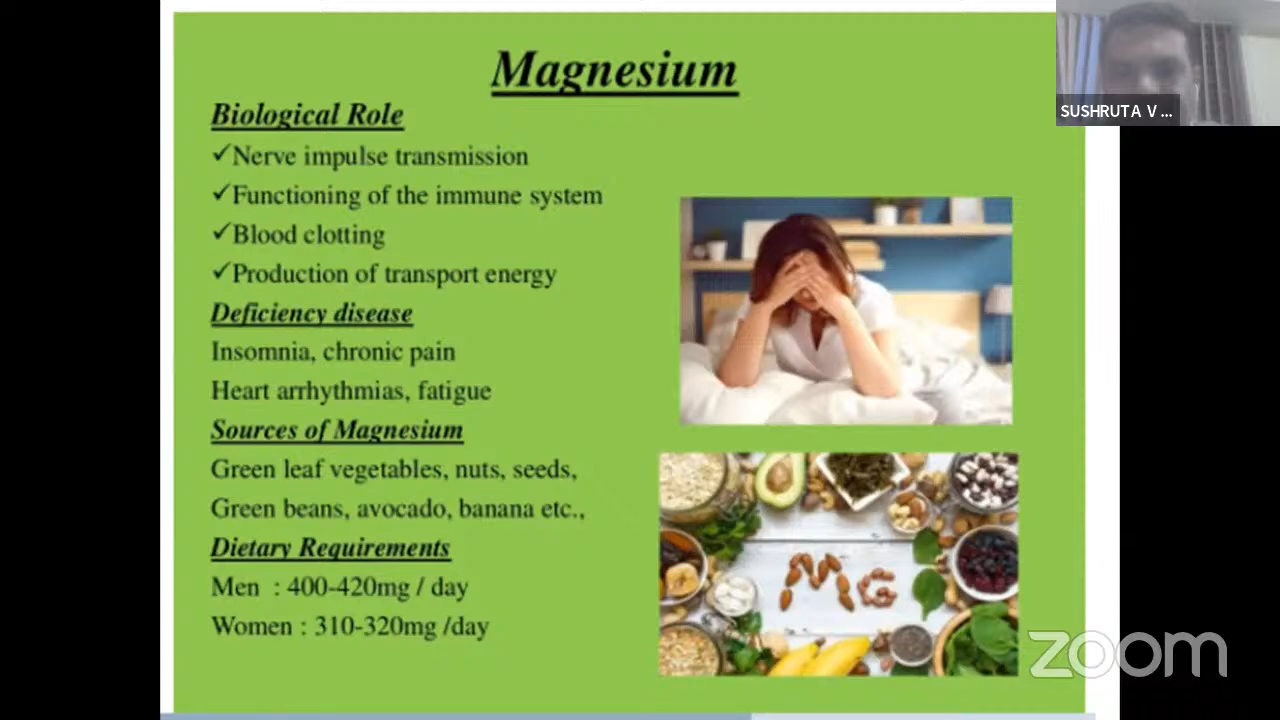 Magnesium
Biological Role
✓Nerve impulse transmission
✓Functioning of the immune system
✓Blood clotting
✓Production of transport energy
Deficiency disease
Insomnia, chronic pain
Heart arrhythmias, fatigue
Sources of Magnesium
Green leaf vegetables, nuts, seeds,
Green beans, avocado, banana etc.,
Dietary Requirements
Men : 400-420mg / day
Women : 310-320mg /day
SUSHRUTA V ...
MG
zoom